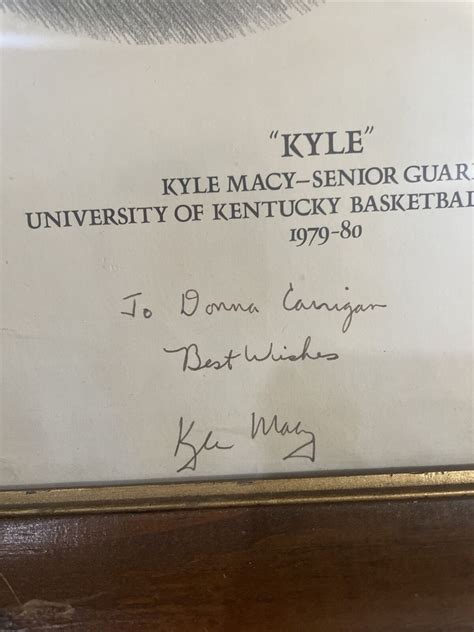 "KYLE"
KYLE MACY–SENIOR GUAR
UNIVERSITY OF KENTUCKY BASKETBAL
1979-80
To Donna Carrigan
Best Wishes
Kyle Macy